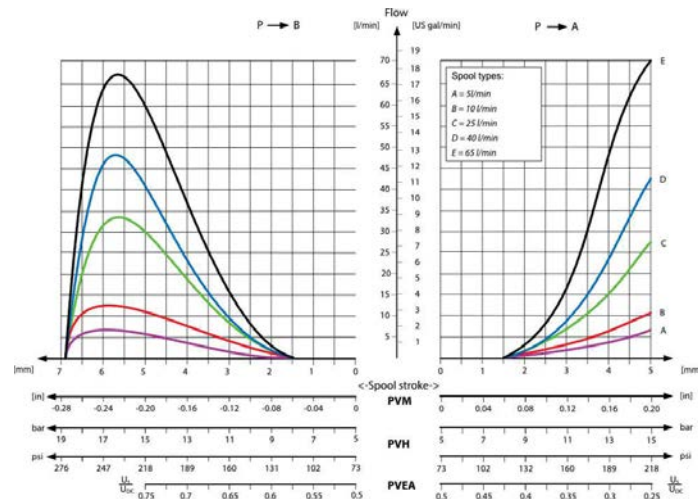 Flow
P → B
[l/min]
[US gal/min]
P → A
70
65
60
55
50
45
40
35
30
25
20
15
10
5
19
18
17
16
15
14
13
12
11
10
9
8
7
6
5
4
3
2
1
Spool types:
A = 5l/min
B = 10 l/min
C = 25 l/min
D = 40 l/min
E = 65 l/min
E
D
C
B
A
[mm] 7 6 5 4 3 2 1 0
0 1 2 3 4 5 [mm
<-Spool stroke->
[in] -0.28 -0.24 -0.20 -0.16 -0.12 -0.08 -0.04 0
PVM
0 0.04 0.08 0.12 0.16 0.20 [in]
bar 19 17 15 13 11 9 7 5
PVH
5 7 9 11 13 15 bar
psi 276 247 218 189 160 131 102 73
73 102 132 160 189 218 psi
U_S/U_DC 0.75 0.7 0.65 0.6 0.55 0.5
PVEA
0.5 0.45 0.4 0.35 0.3 0.25 U_S/U_DC